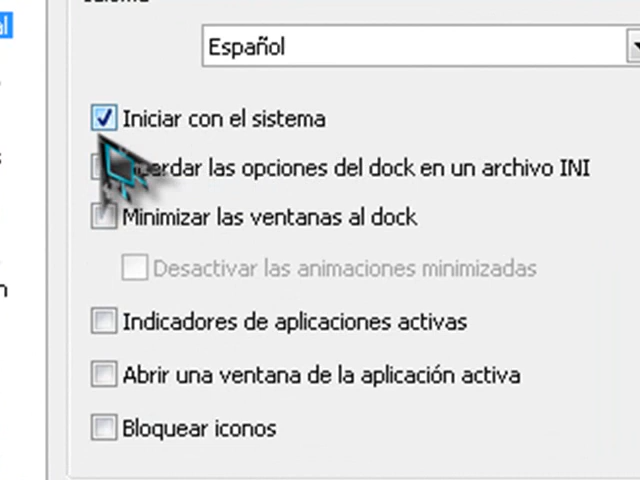 Español
Iniciar con el sistema
las opciones del dock en un archivo INI
Minimizar las ventanas al dock
Desactivar las animaciones minimizadas
Indicadores de aplicaciones activas
Abrir una ventana de la aplicación activa
Bloquear iconos